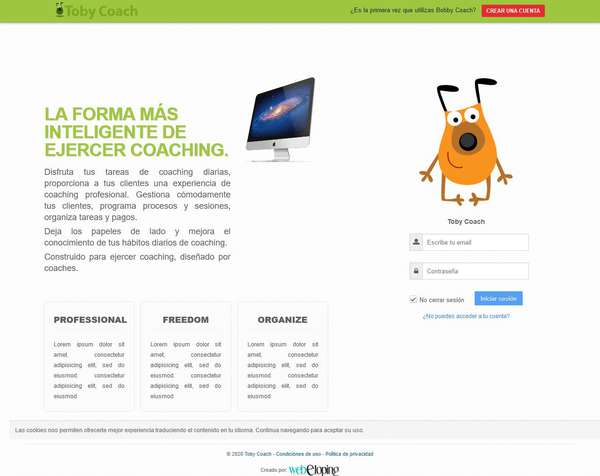 Toby Coach
¿Es la primera vez que utilizas Bobby Coach? CREAR UNA CUENTA
LA FORMA MÁS
INTELIGENTE DE
EJERCER COACHING.
Disfruta tus tareas de coaching diarias,
proporciona a tus clientes una experiencia de
coaching profesional. Gestiona cómodamente
tus clientes, programa procesos y sesiones,
organiza tareas y pagos.
Deja los papeles de lado y mejora el
conocimiento de tus hábitos diarios de coaching.
Construido para ejercer coaching, diseñado por
coaches.
Toby Coach
Escribe tu email
Contraseña
No cerrar sesión Iniciar sesión
¿No puedes acceder a tu cuenta?
PROFESSIONAL
Lorem ipsum dolor sit
amet, consectetur
adipisicing elit, sed do
eiusmod consectetur
adipisicing elit, sed do
eiusmod
FREEDOM
Lorem ipsum dolor sit
amet, consectetur
adipisicing elit, sed do
eiusmod consectetur
adipisicing elit, sed do
eiusmod
ORGANIZE
Lorem ipsum dolor sit
amet, consectetur
adipisicing elit, sed do
eiusmod consectetur
adipisicing elit, sed do
eiusmod
Las cookies nos permiten ofrecerte mejor experiencia traduciendo el contenido en tu idioma. Continua navegando para aceptar su uso.
© 2020 Toby Coach - Condiciones de uso - Política de privacidad
Creado por: webeloping